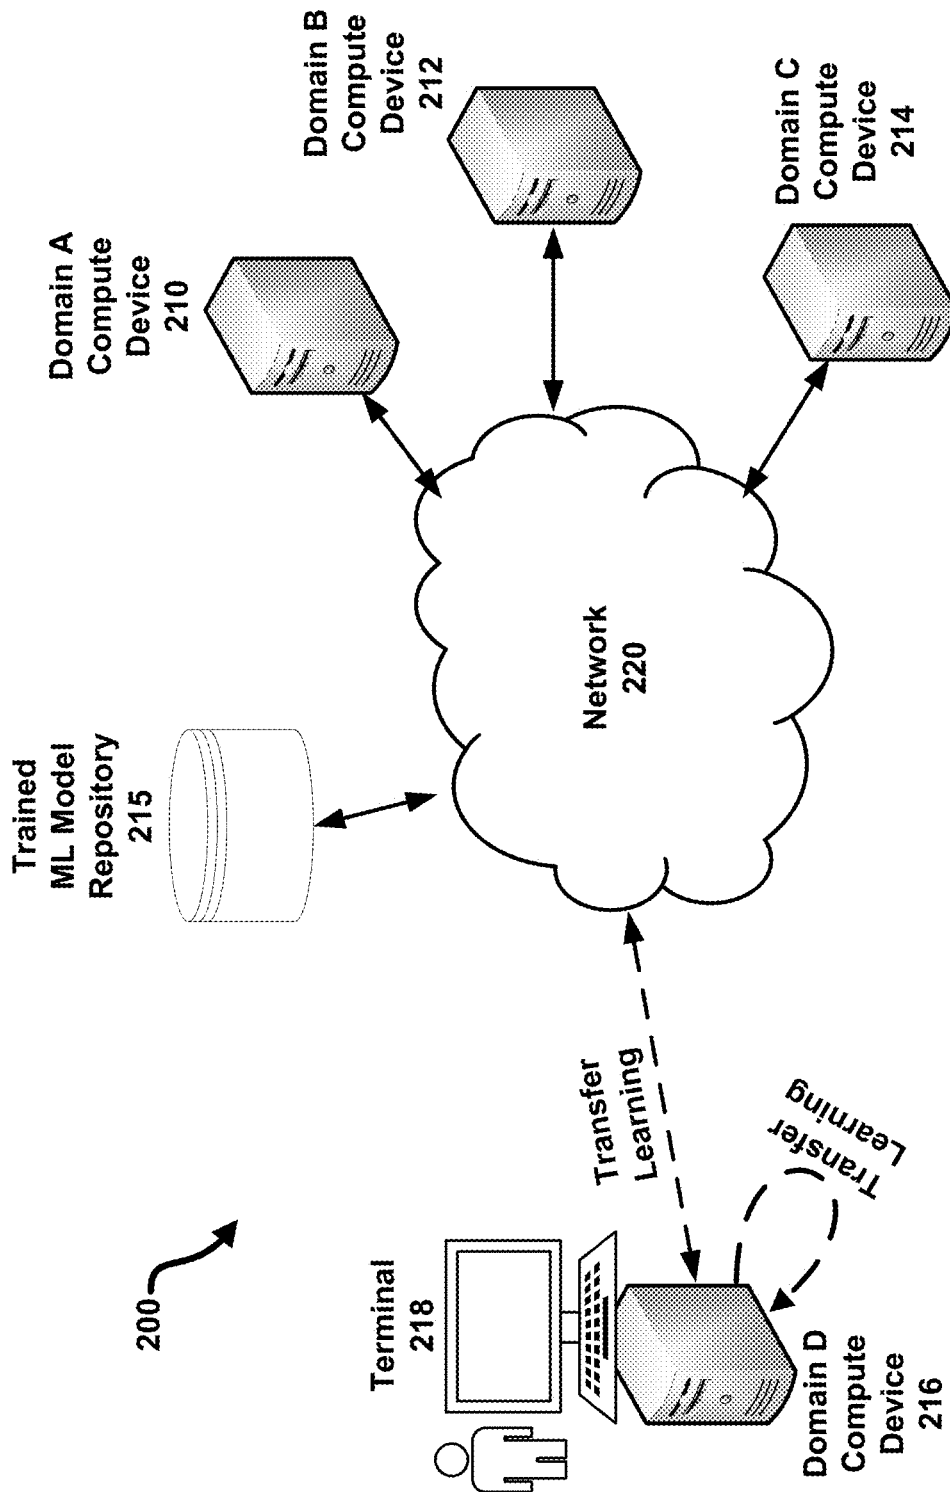 200
Trained
ML Model
Repository
215
Domain A
Compute
Device
210
Domain B
Compute
Device
212
Terminal
218
Transfer
Learning
Network
220
Domain C
Compute
Device
214
Domain D
Compute
Device
216
Transfer
Learning